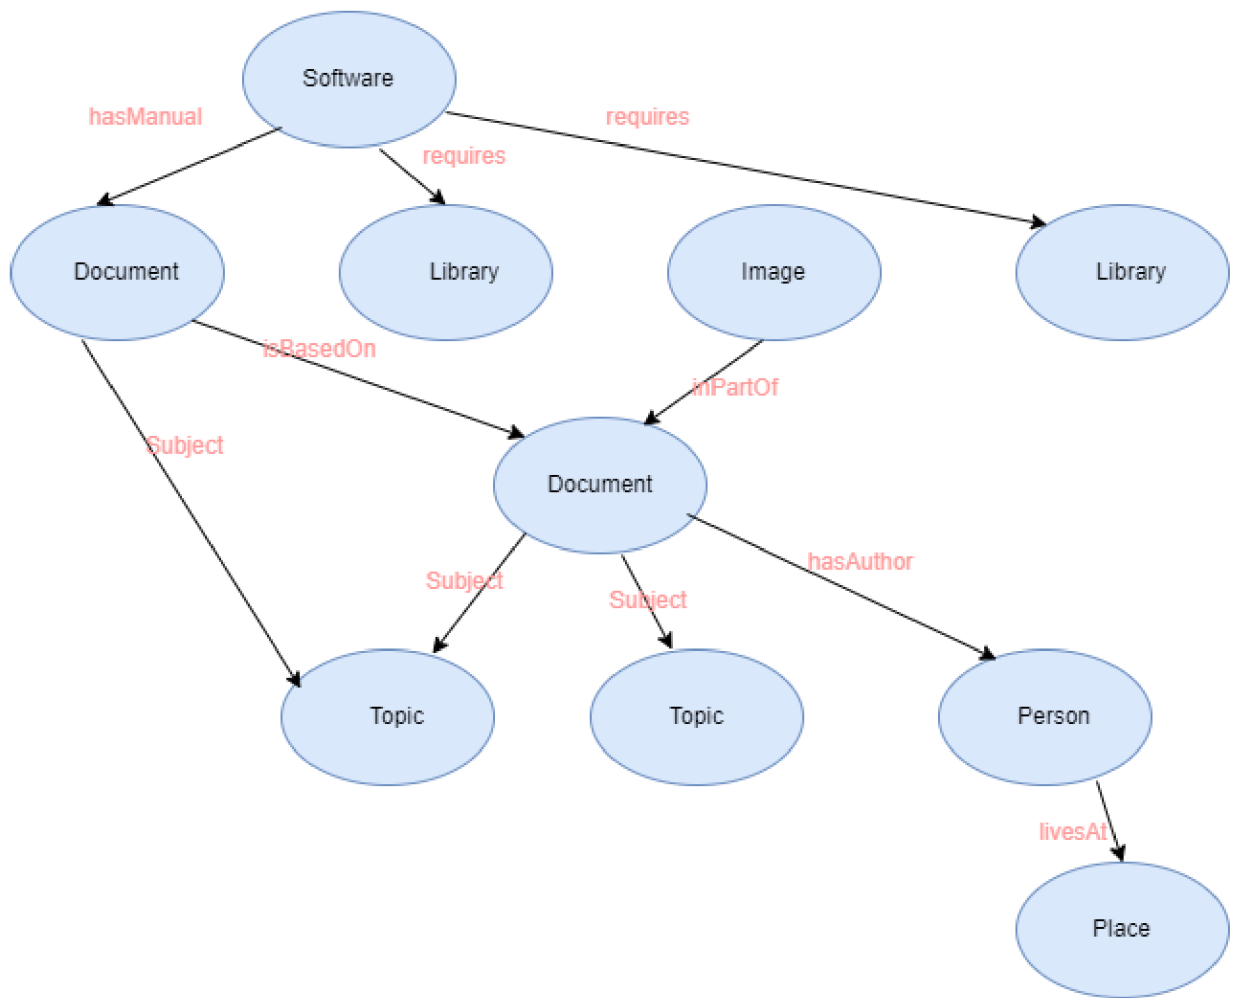 Software
hasManual
requires
requires
Document
Library
Image
Library
isBasedOn
inPartOf
Subject
Document
hasAuthor
Subject
Subject
Topic
Topic
Person
livesAt
Place